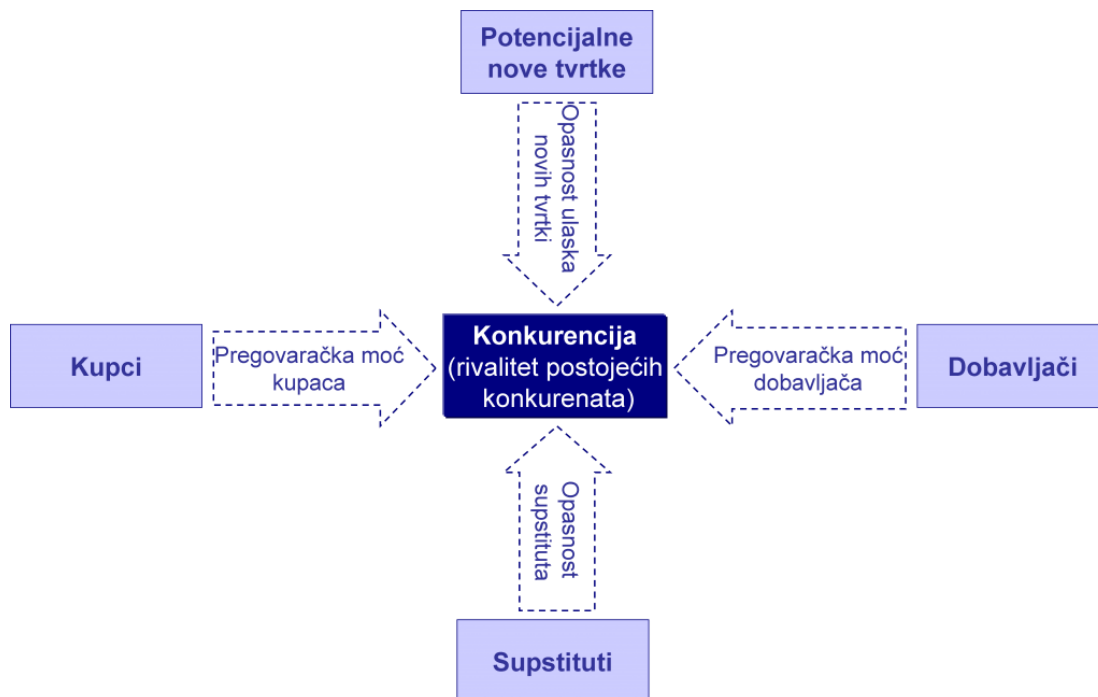 Potencijalne
nove tvrtke
Opasnost ulaska
novih tvrtki
Kupci
Pregovaračka moć
kupaca
Konkurencija
(rivalitet postojećih
konkurenata)
Pregovaračka moć
dobavljača
Dobavljači
Opasnost
supstituta
Supstituti